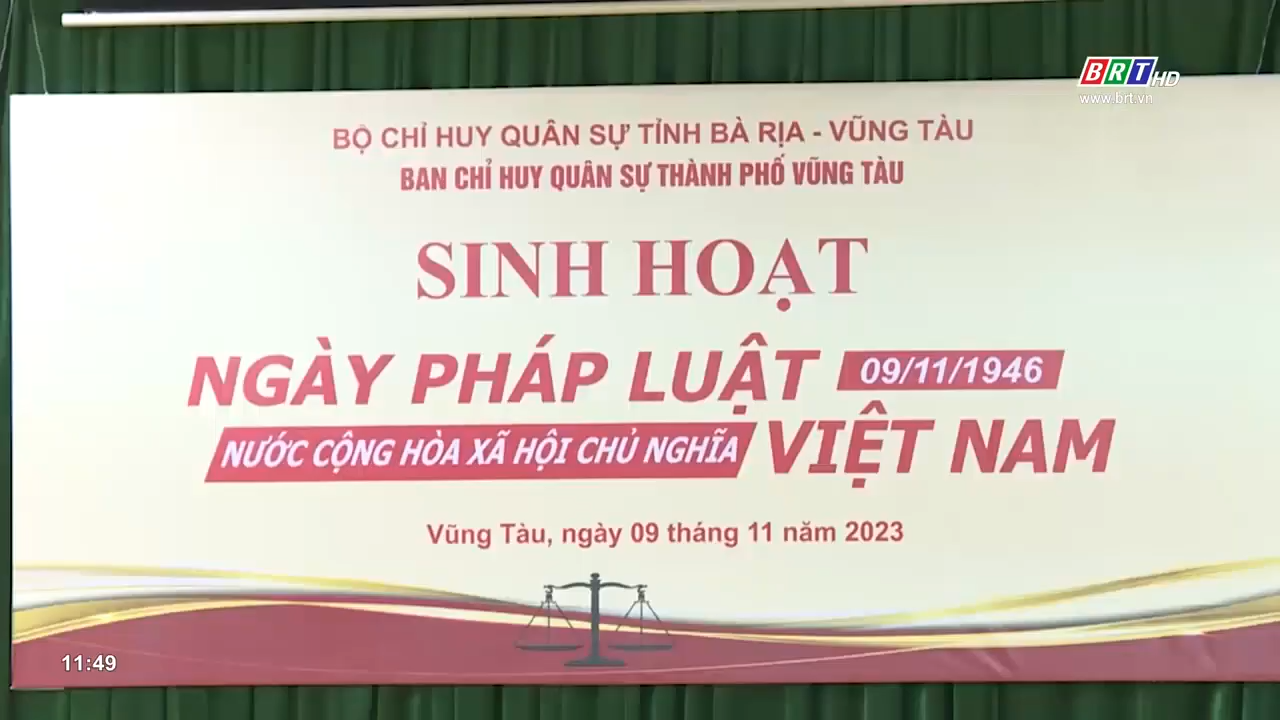 BRT HD
www.brt.vn
BỘ CHỈ HUY QUÂN SỰ TỈNH BÀ RỊA - VŨNG TÀU
BAN CHỈ HUY QUÂN SỰ THÀNH PHỐ VŨNG TÀU
SINH HOẠT
NGÀY PHÁP LUẬT 09/11/1946
NƯỚC CỘNG HÒA XÃ HỘI CHỦ NGHĨA VIỆT NAM
Vũng Tàu, ngày 09 tháng 11 năm 2023
11:49